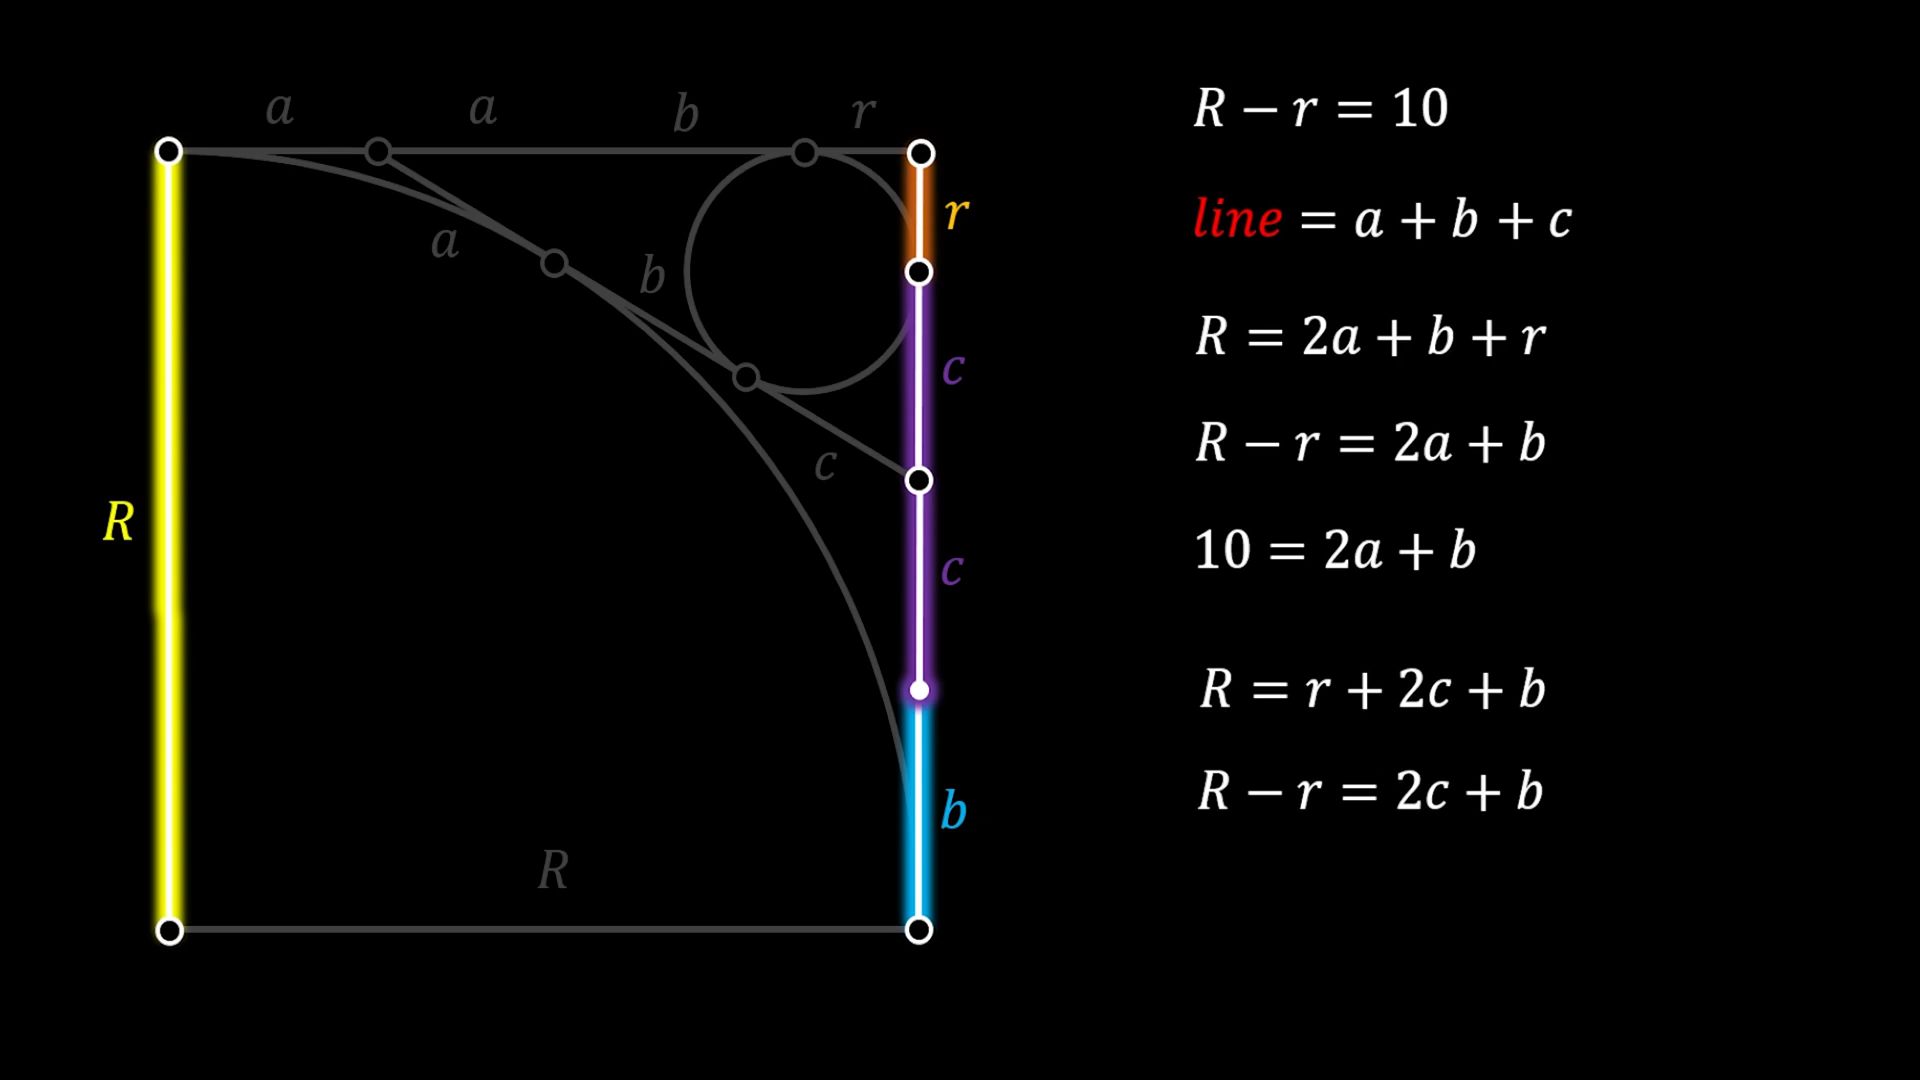 a a b r
r
a b
c
c
R
c
b
R
R − r = 10
line = a + b + c
R = 2a + b + r
R − r = 2a + b
10 = 2a + b
R = r + 2c + b
R − r = 2c + b